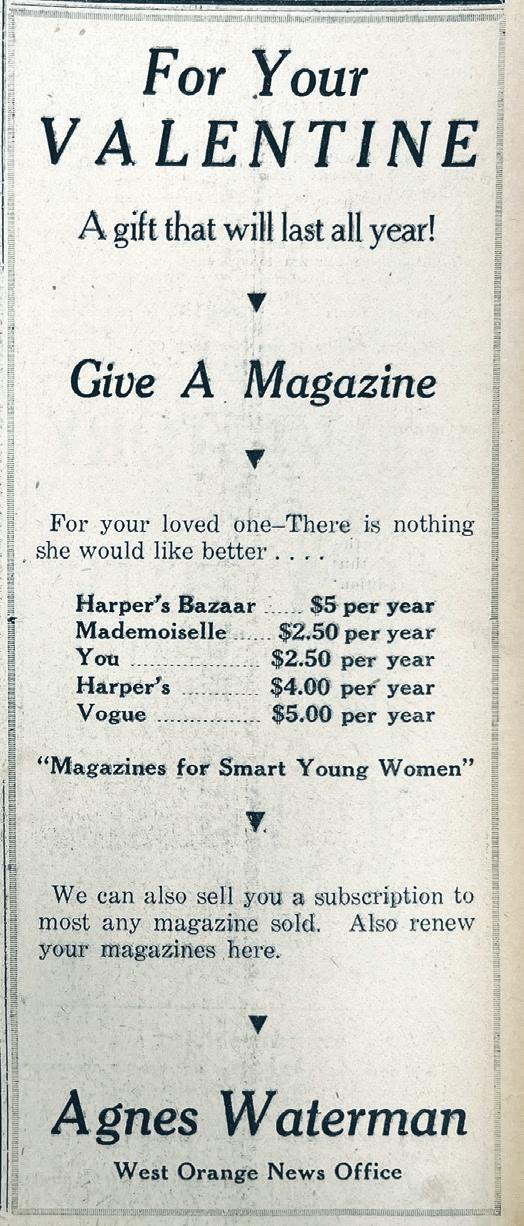 For Your
VALENTINE
A gift that will last all year!
Give A Magazine
For your loved one–There is nothing
she would like better . . . .
Harper's Bazaar ...... $5 per year
Mademoiselle ...... $2.50 per year
You .................... $2.50 per year
Harper's ............ $4.00 per year
Vogue ................ $5.00 per year
"Magazines for Smart Young Women"
We can also sell you a subscription to
most any magazine sold. Also renew
your magazines here.
Agnes Waterman
West Orange News Office